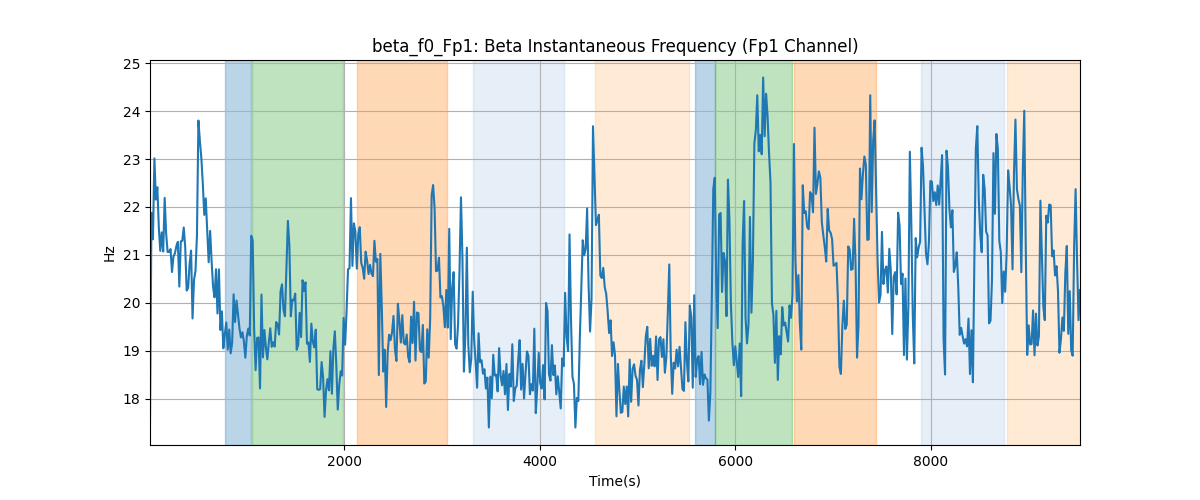 beta_f0_Fp1: Beta Instantaneous Frequency (Fp1 Channel)
25
24
23
22
21
20
19
18
Hz
2000 4000 6000 8000
Time(s)